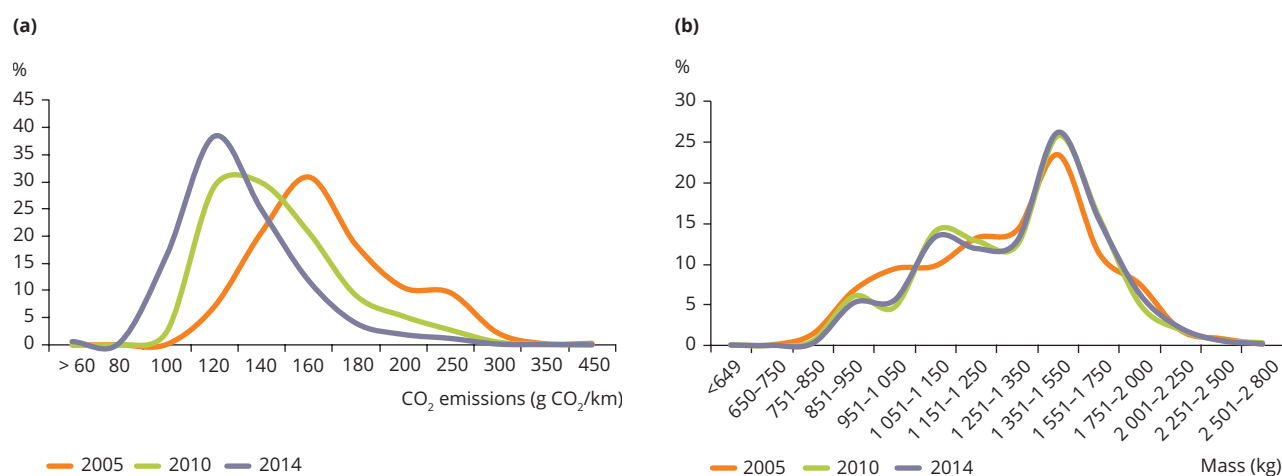 (a)
%
45
40
35
30
25
20
15
10
5
0
> 60 80 100 120 140 160 180 200 250 300 350 450
CO₂ emissions (g CO₂/km)
2005 2010 2014
(b)
%
30
25
20
15
10
5
0
<649
650–750
751–850
851–950
951–1 050
1 051–1 150
1 151–1 250
1 251–1 350
1 351–1 550
1 551–1 750
1 751–2 000
2 001–2 250
2 251–2 500
2 501–2 800
Mass (kg)
2005 2010 2014